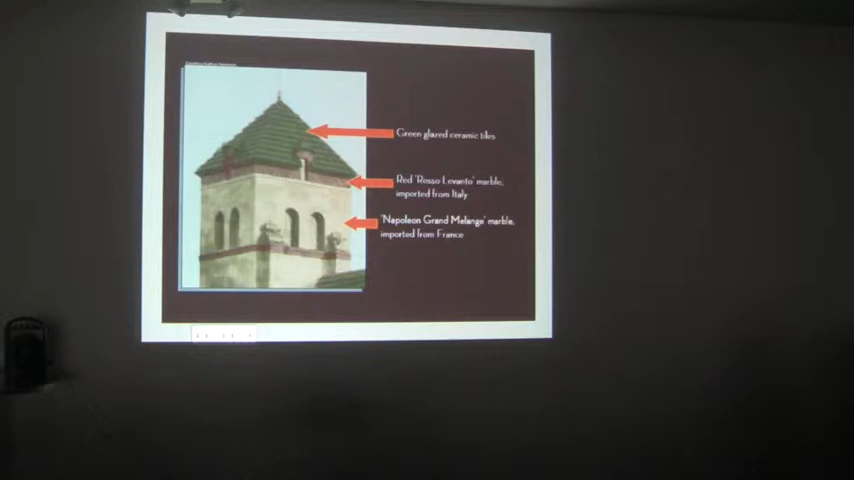 Green glazed ceramic tiles
Red 'Rosso Levanto' marble,
imported from Italy
'Napoleon Grand Melange' marble,
imported from France